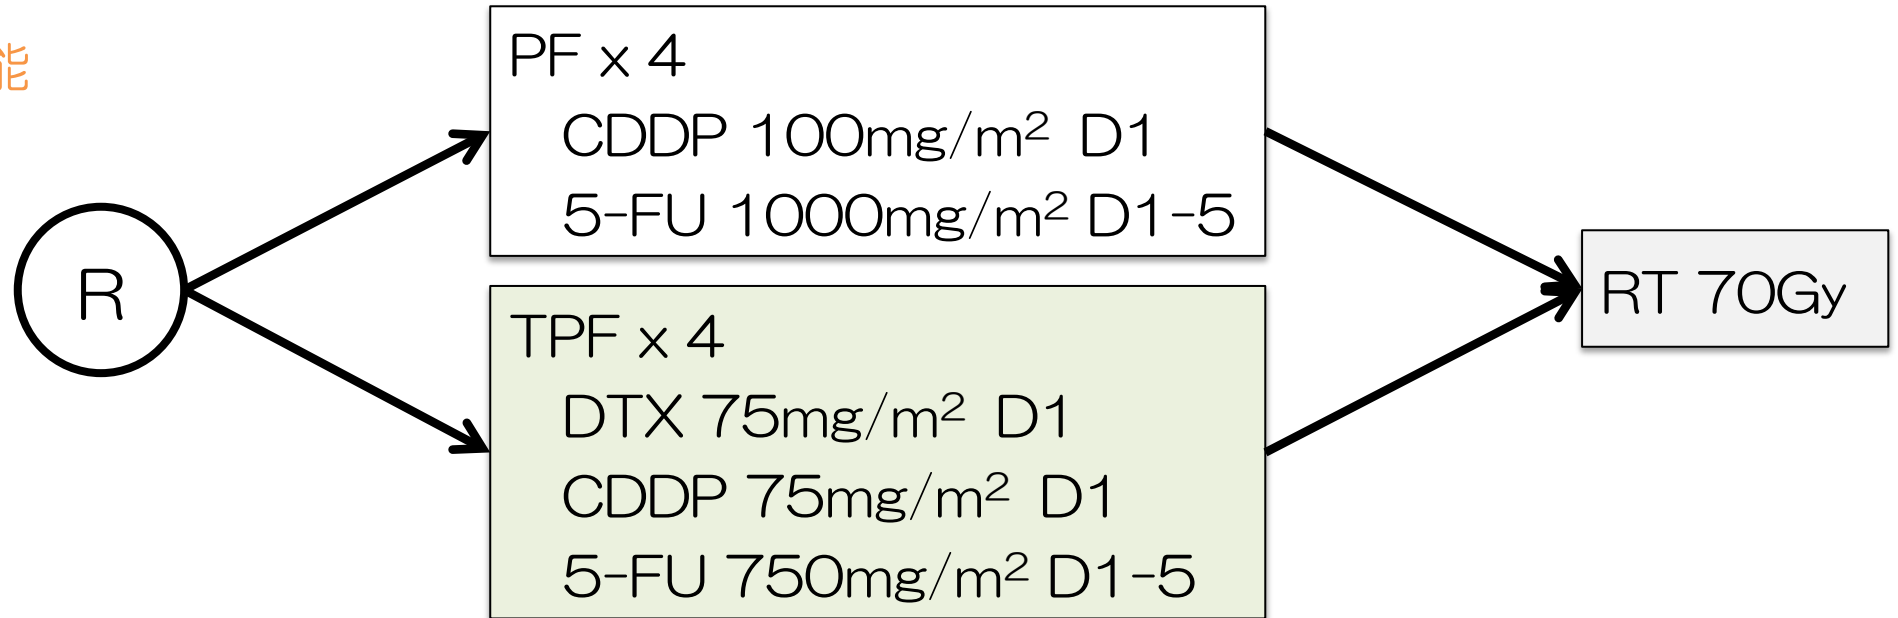 能
R
PF x 4
CDDP 100mg/m² D1
5-FU 1000mg/m² D1-5
TPF x 4
DTX 75mg/m² D1
CDDP 75mg/m² D1
5-FU 750mg/m² D1-5
RT 70Gy